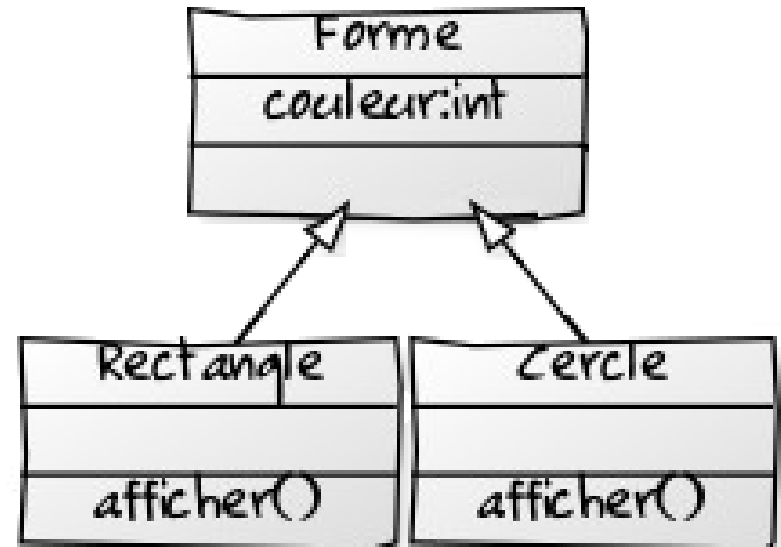 Forme
couleur:int
Rectangle
afficher()
Cercle
afficher()